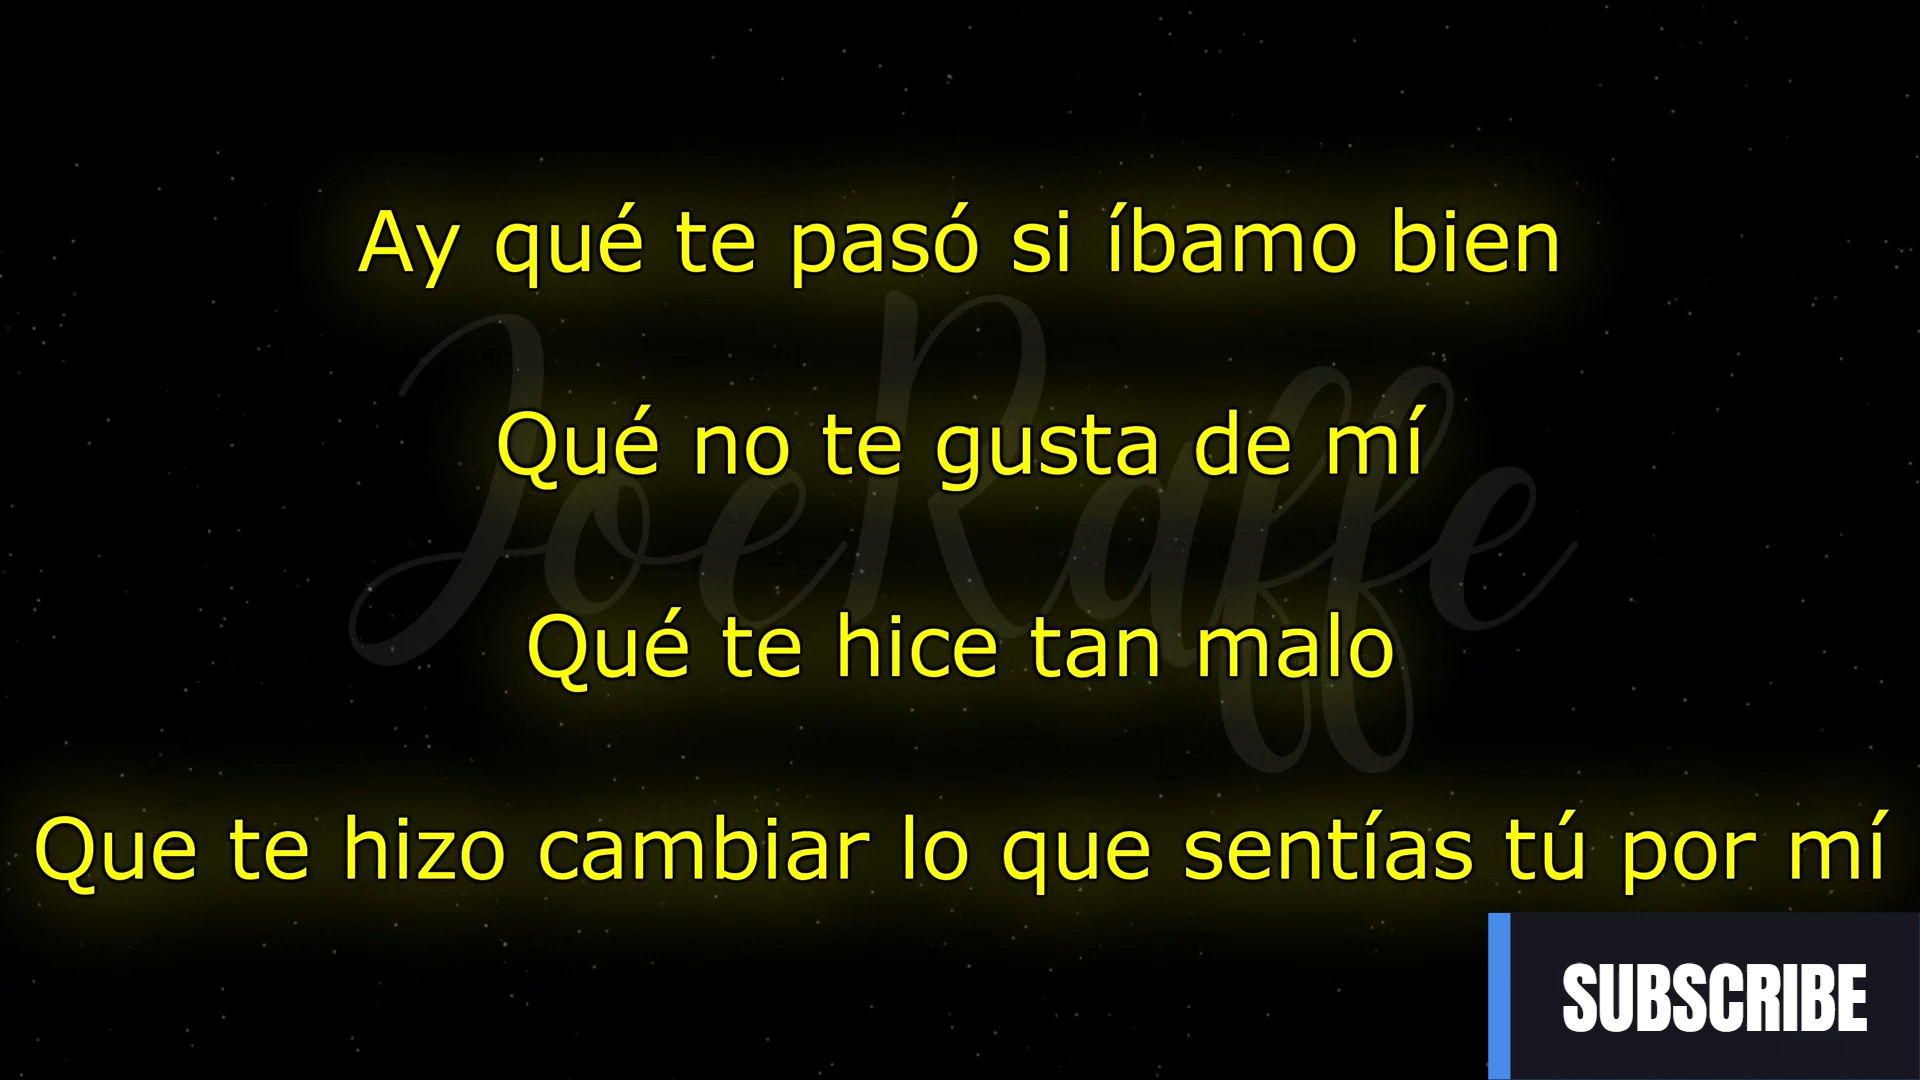 Ay qué te pasó si íbamo bien
JoeRaffe
Qué no te gusta de mí
Qué te hice tan malo
Que te hizo cambiar lo que sentías tú por mí
SUBSCRIBE